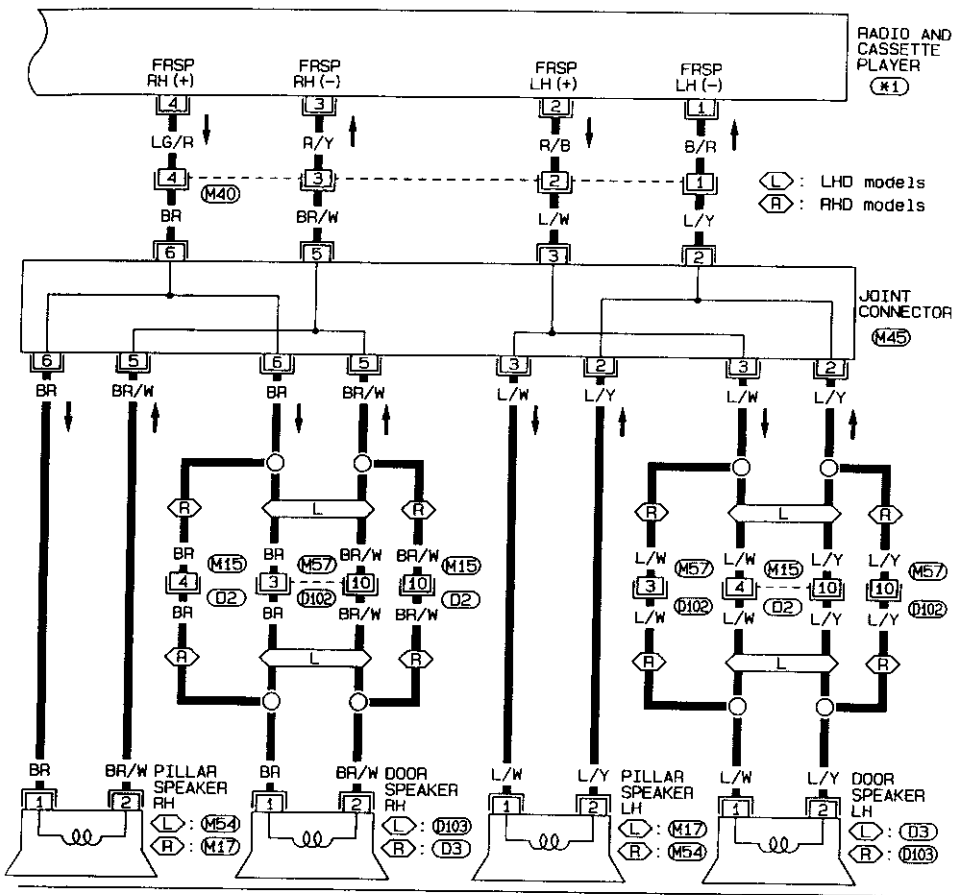 RADIO AND
CASSETTE
PLAYER
*1
FRSP
RH (+)
FRSP
RH (-)
FRSP
LH (+)
FRSP
LH (-)
4 3 2 1
LG/R R/Y R/B B/R
4 3 2 1
M40
L : LHD models
R : RHD models
BR BR/W L/W L/Y
6 5 3 2
JOINT
CONNECTOR
M45
6 5 6 5 3 2 3 2
BR BR/W BR BR/W L/W L/Y L/W L/Y
R L R R L R
BR BR BR/W BR/W L/W L/W L/Y L/Y
M15 M57 M15 M57 M15 M57
4 3 10 10 3 4 10 10
D2 D102 D2 D102 D2 D102
BR BR BR/W BR/W L/W L/W L/Y L/Y
R L R R L R
BR BR/W BR BR/W L/W L/Y L/W L/Y
1 2 1 2 1 2 1 2
PILLAR
SPEAKER
RH
L : M54
R : M17
DOOR
SPEAKER
RH
L : D103
R : D3
PILLAR
SPEAKER
LH
L : M17
R : M54
DOOR
SPEAKER
LH
L : D3
R : D103